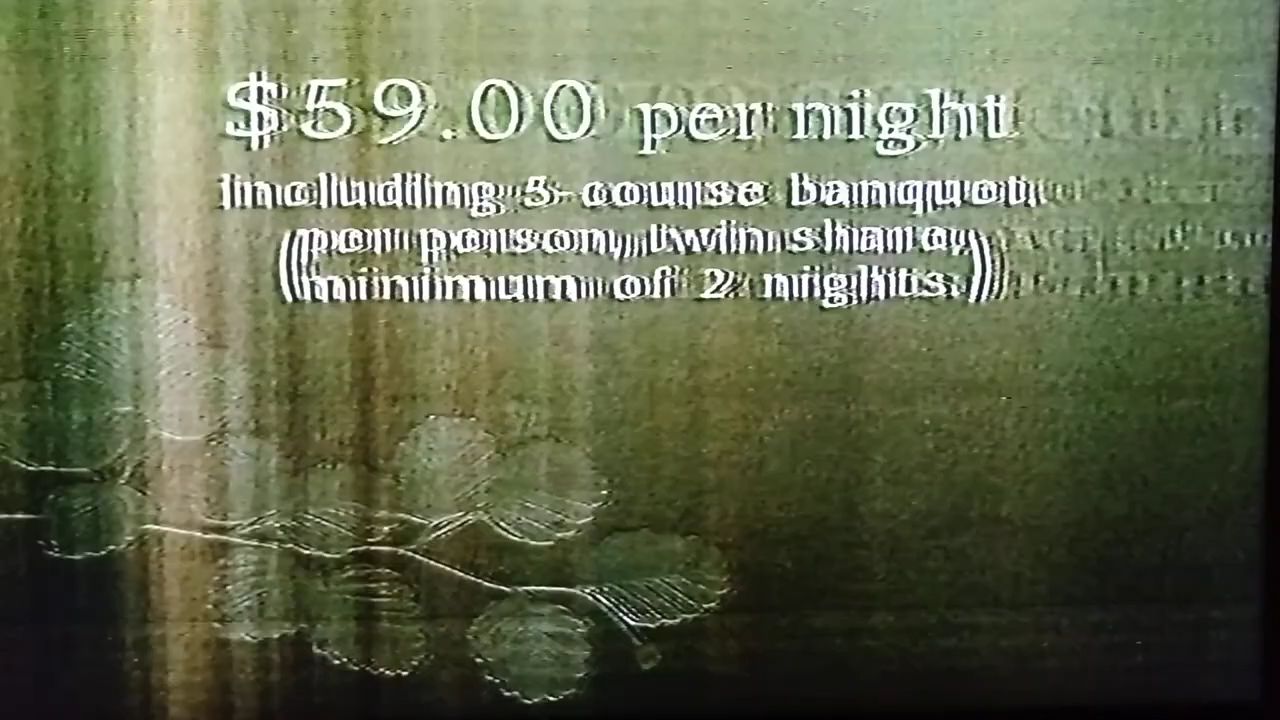 $59.00 per night
Including 5-course banquet,
(per person, twin share,
minimum of 2 nights.)